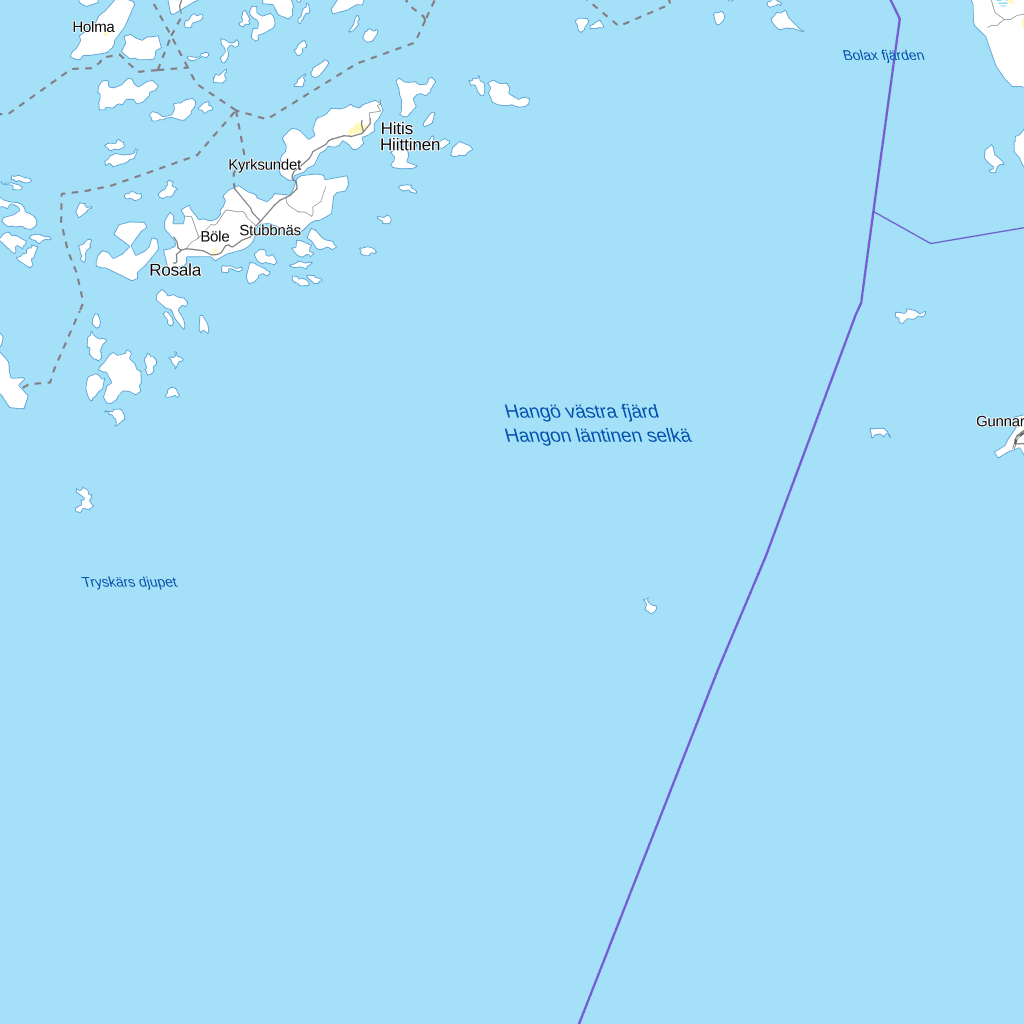 Holma
Bolax fjärden
Hitis
Hiittinen
Kyrksundet
Böle
Stubbnäs
Rosala
Hangö västra fjärd
Hangon läntinen selkä
Gunnar
Tryskärs djupet